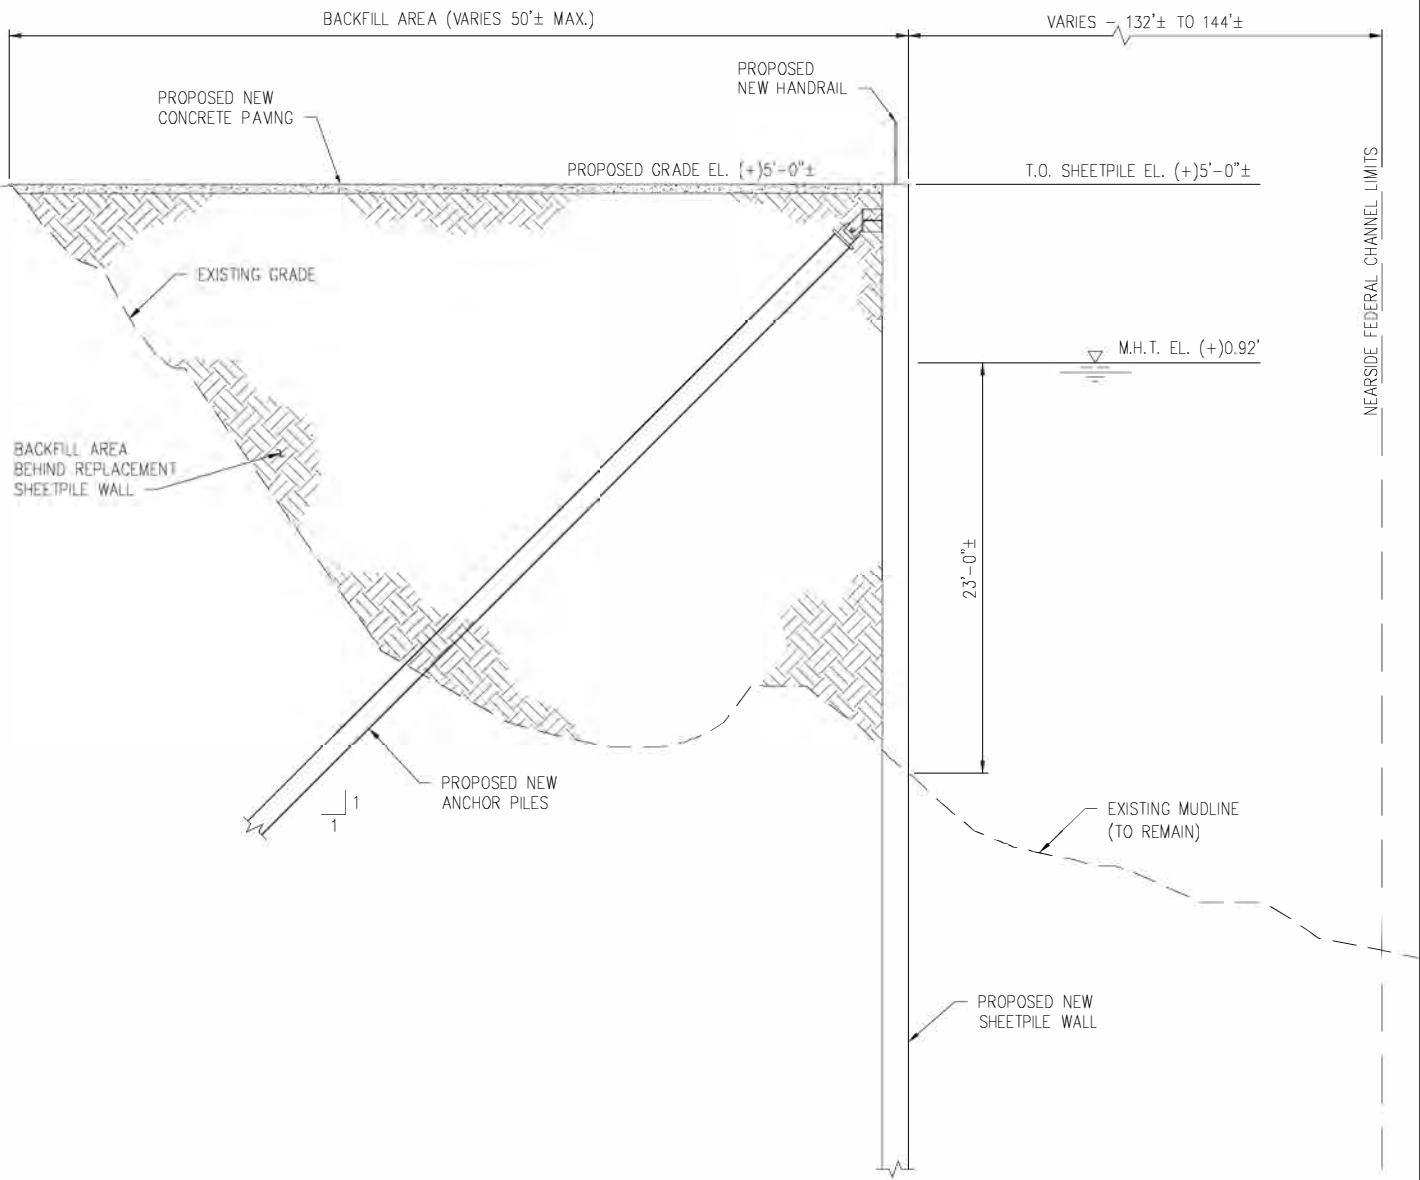 BACKFILL AREA (VARIES 50'± MAX.)
VARIES - 132'± TO 144'±
PROPOSED
NEW HANDRAIL
PROPOSED NEW
CONCRETE PAVING
PROPOSED GRADE EL. (+)5'-0"±
T.O. SHEETPILE EL. (+)5'-0"±
NEARSIDE FEDERAL CHANNEL LIMITS
EXISTING GRADE
M.H.T. EL. (+)0.92'
BACKFILL AREA
BEHIND REPLACEMENT
SHEETPILE WALL
23'-0"±
PROPOSED NEW
ANCHOR PILES
1
1
EXISTING MUDLINE
(TO REMAIN)
PROPOSED NEW
SHEETPILE WALL